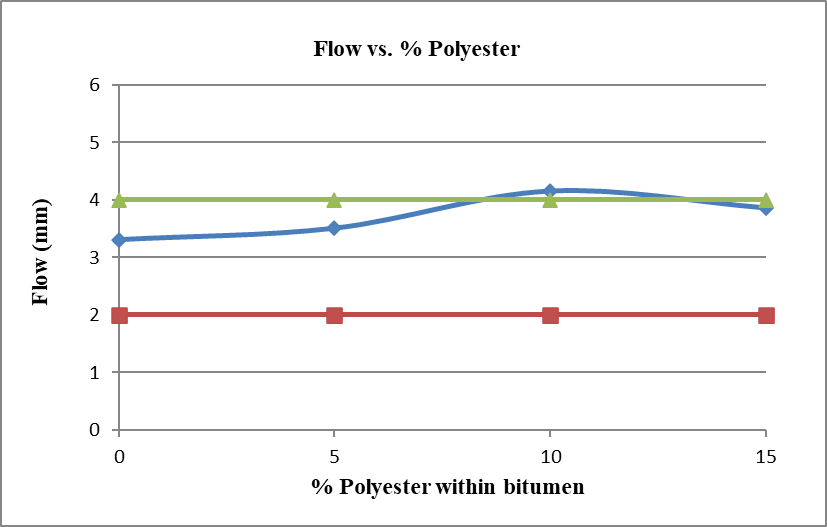 Flow vs. % Polyester
6
5
4
3
2
1
0
Flow (mm)
0 5 10 15
% Polyester within bitumen